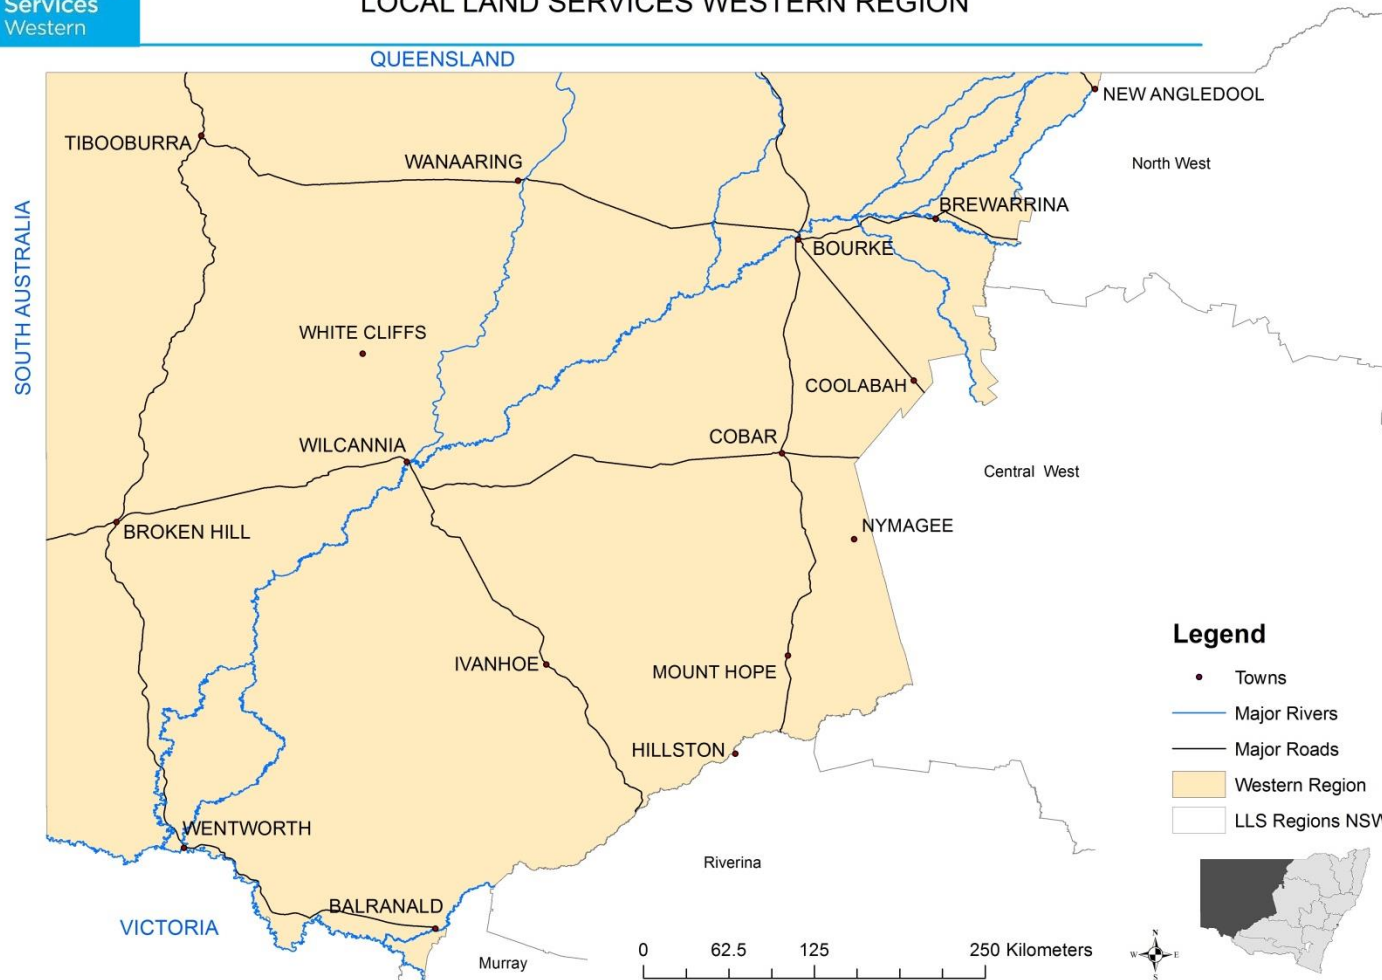 Services
Western
LOCAL LAND SERVICES WESTERN REGION
QUEENSLAND
NEW ANGLEDOOL
TIBOOBURRA
WANAARING
North West
BREWARRINA
SOUTH AUSTRALIA
BOURKE
WHITE CLIFFS
COOLABAH
COBAR
WILCANNIA
Central West
NYMAGEE
BROKEN HILL
Legend
IVANHOE
MOUNT HOPE
Towns
Major Rivers
HILLSTON
Major Roads
Western Region
LLS Regions NSW
WENTWORTH
Riverina
BALRANALD
VICTORIA
Murray
0 62.5 125 250 Kilometers
N
W E
S